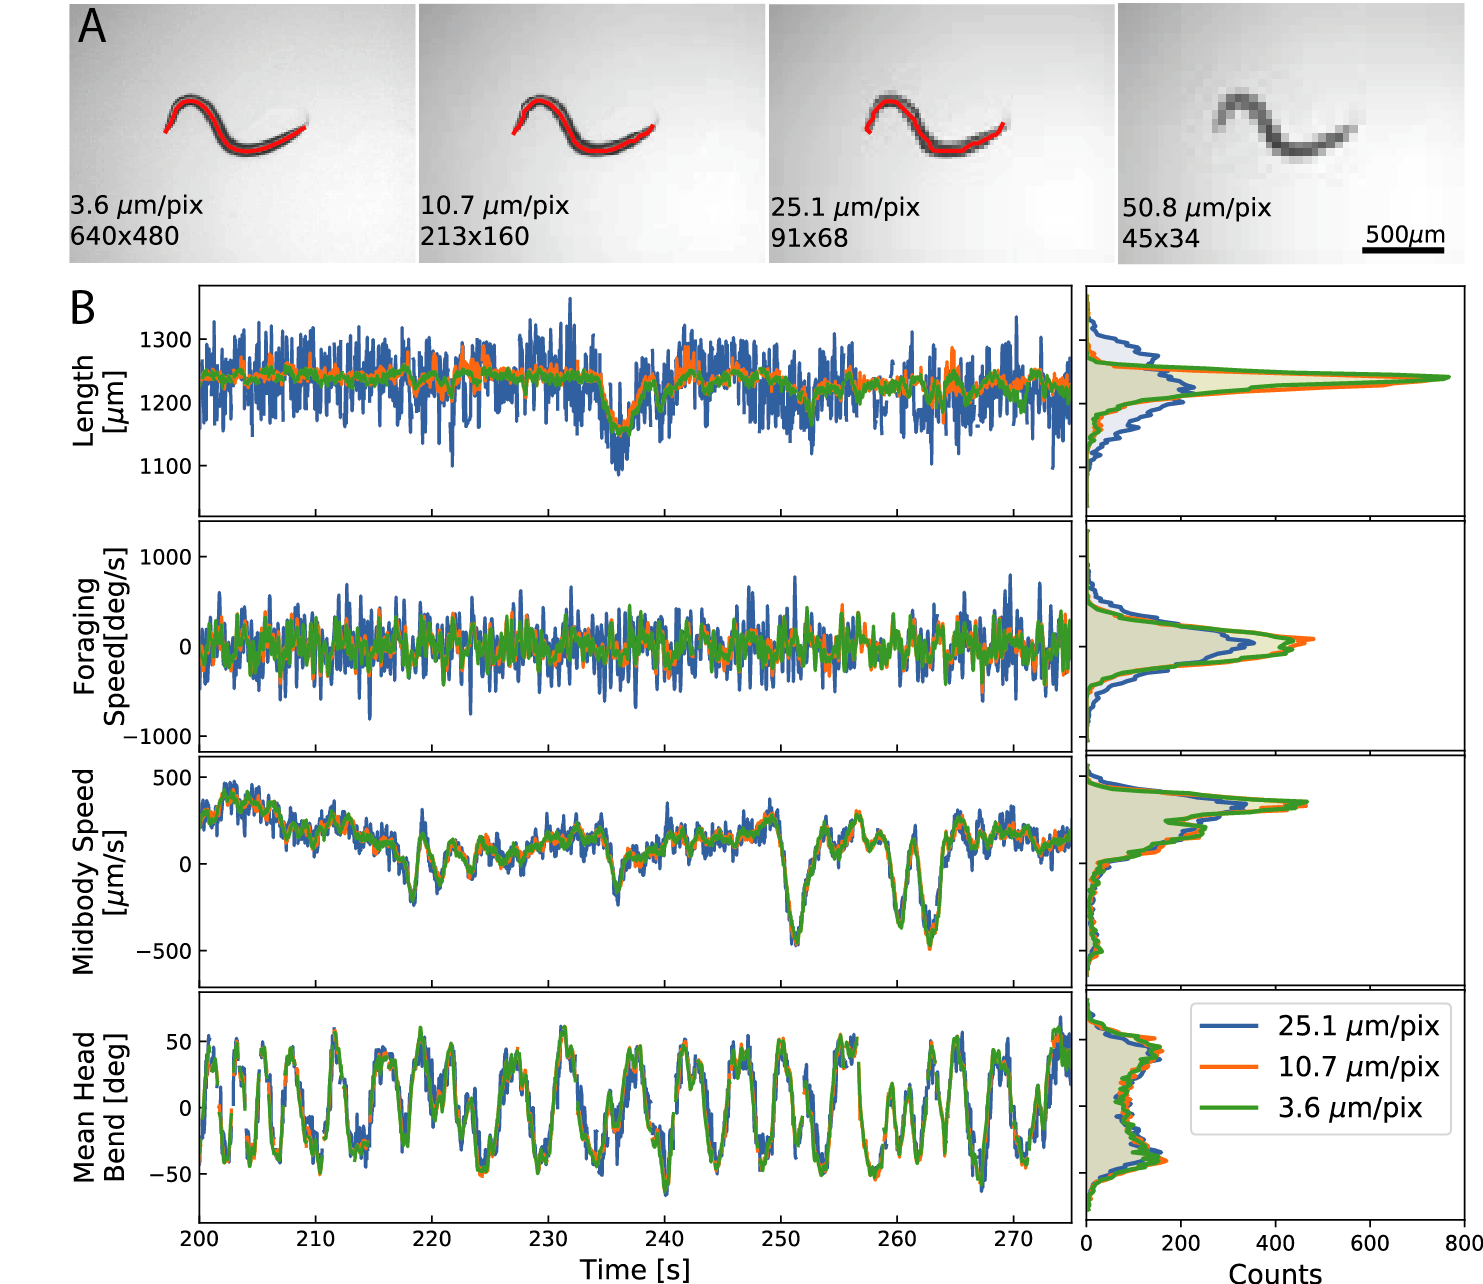 A
3.6 µm/pix
640x480
10.7 µm/pix
213x160
25.1 µm/pix
91x68
50.8 µm/pix
45x34
500µm
B
Length
[µm]
1300
1200
1100
Foraging
Speed[deg/s]
1000
0
−1000
Midbody Speed
[µm/s]
500
0
−500
Mean Head
Bend [deg]
50
0
−50
25.1 µm/pix
10.7 µm/pix
3.6 µm/pix
200 210 220 230 240 250 260 270
Time [s]
0 200 400 600 800
Counts